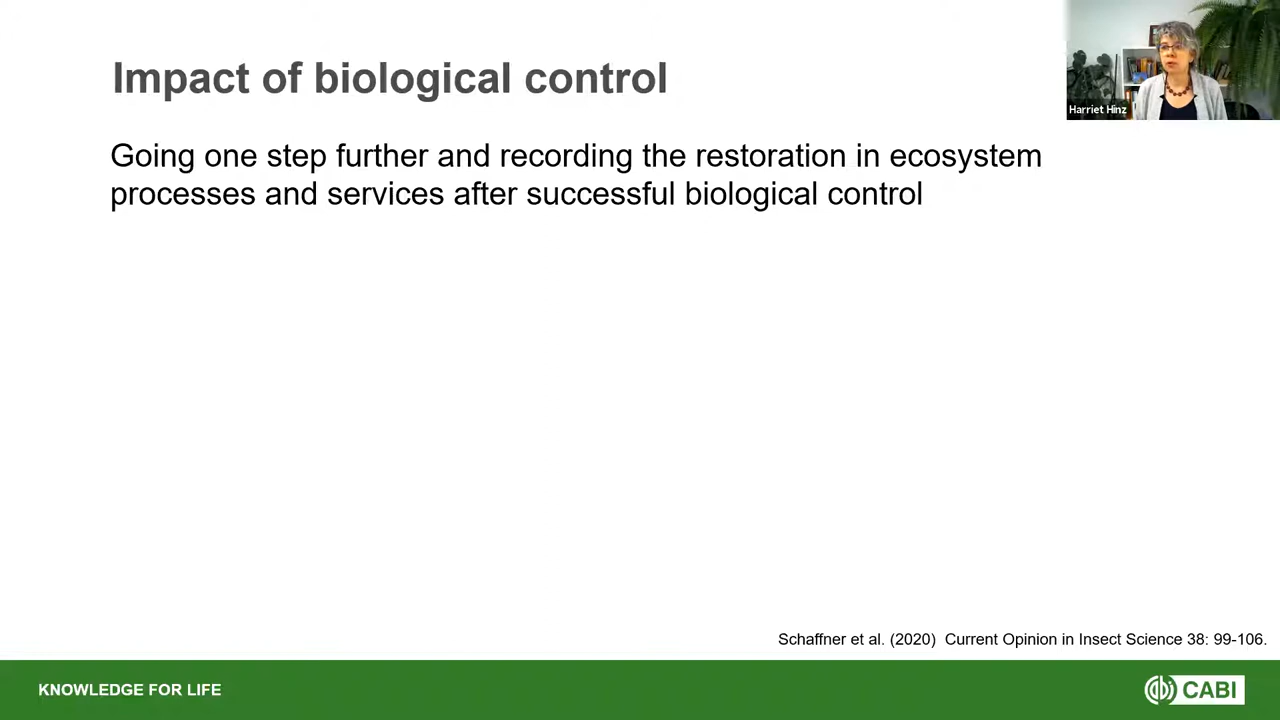 Impact of biological control
Harriet Hinz
Going one step further and recording the restoration in ecosystem
processes and services after successful biological control
Schaffner et al. (2020) Current Opinion in Insect Science 38: 99-106.
KNOWLEDGE FOR LIFE
CABI